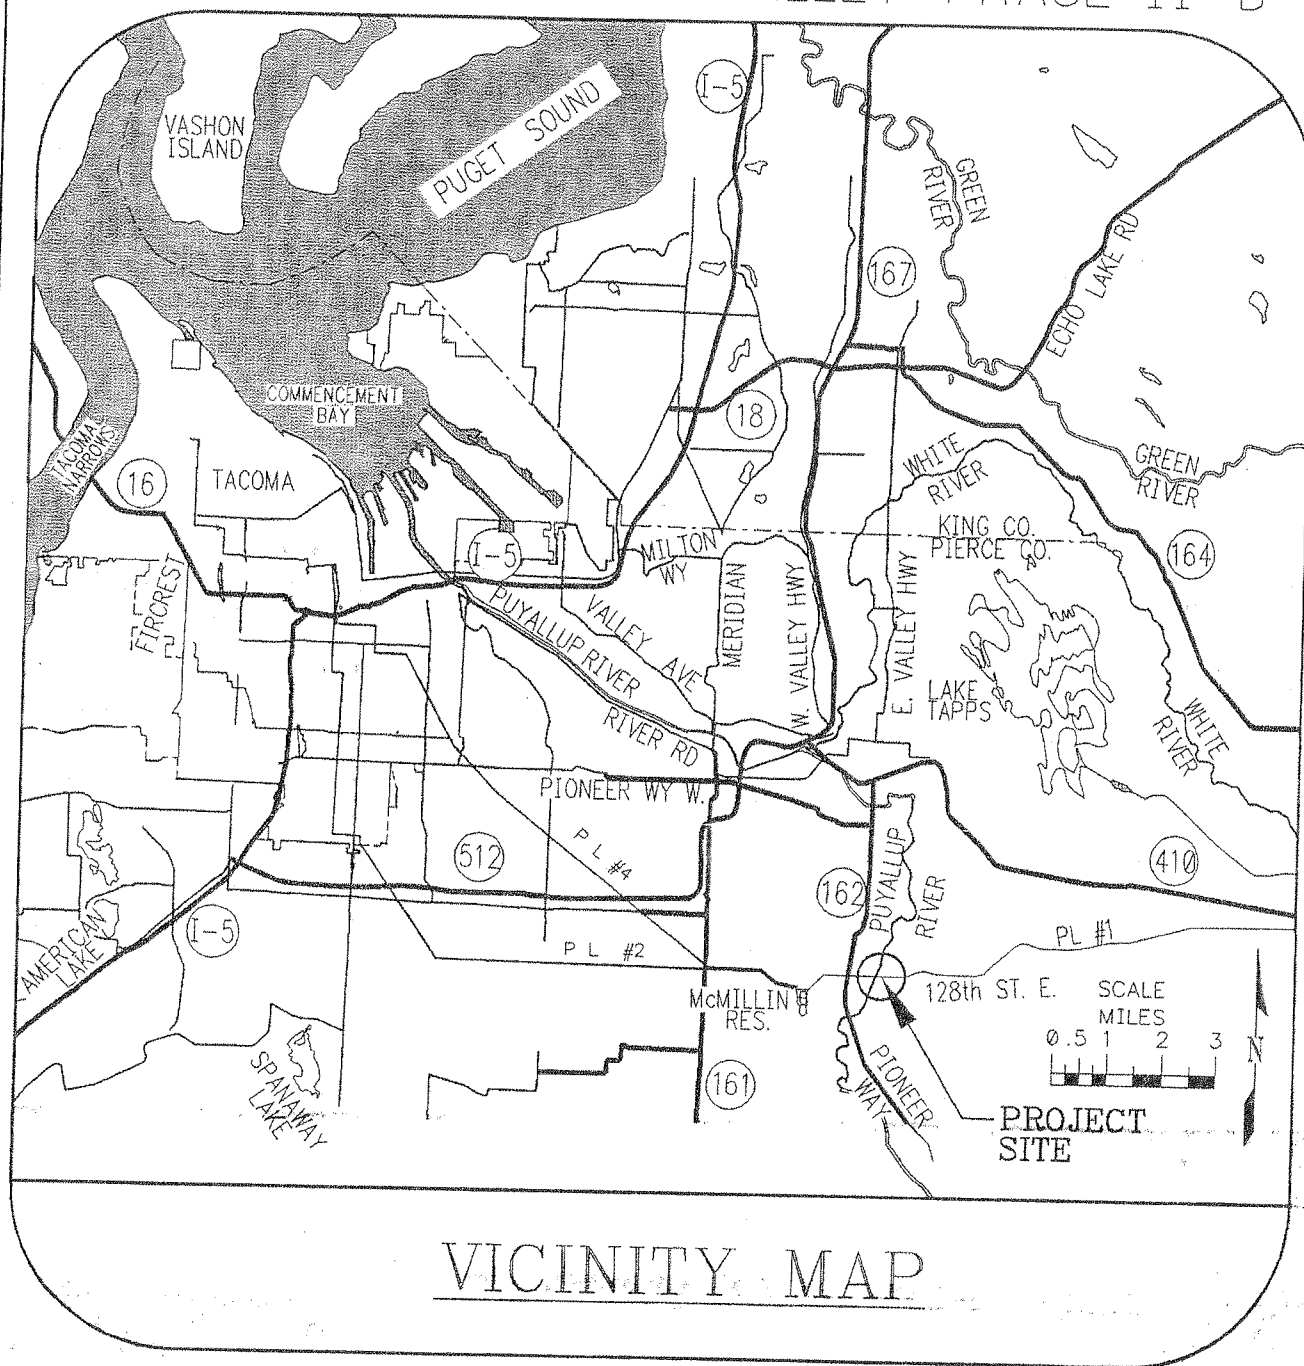 PHASE II B
VASHON
ISLAND
PUGET SOUND
I-5
GREEN
RIVER
167
ECHO LAKE RD
COMMENCEMENT
BAY
18
TACOMA
NARROWS
16
TACOMA
WHITE
RIVER
GREEN
RIVER
KING CO.
PIERCE CO.
164
I-5
MILTON
WY
FIRCREST
PUYALLUP RIVER
VALLEY AVE
MERIDIAN
W. VALLEY HWY
E. VALLEY HWY
LAKE
TAPPS
WHITE
RIVER
RIVER RD
PIONEER WY W.
P L #4
512
162
PUYALLUP
RIVER
410
AMERICAN
LAKE
I-5
P L #2
PL #1
McMILLIN
RES.
128th ST. E.
SCALE
MILES
0.5 1 2 3
N
SPANAWAY
LAKE
161
PIONEER
WAY
PROJECT
SITE
VICINITY MAP